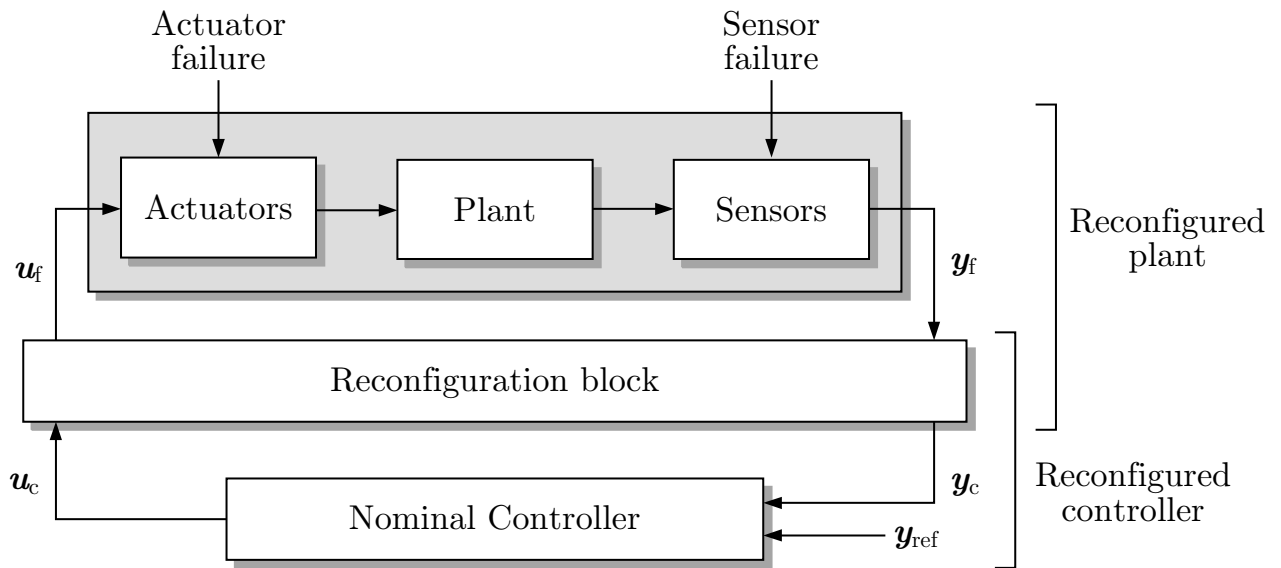 Actuator
failure
Sensor
failure
Actuators
Plant
Sensors
Reconfigured
plant
u_f
y_f
Reconfiguration block
u_c
y_c
Reconfigured
controller
Nominal Controller
y_ref